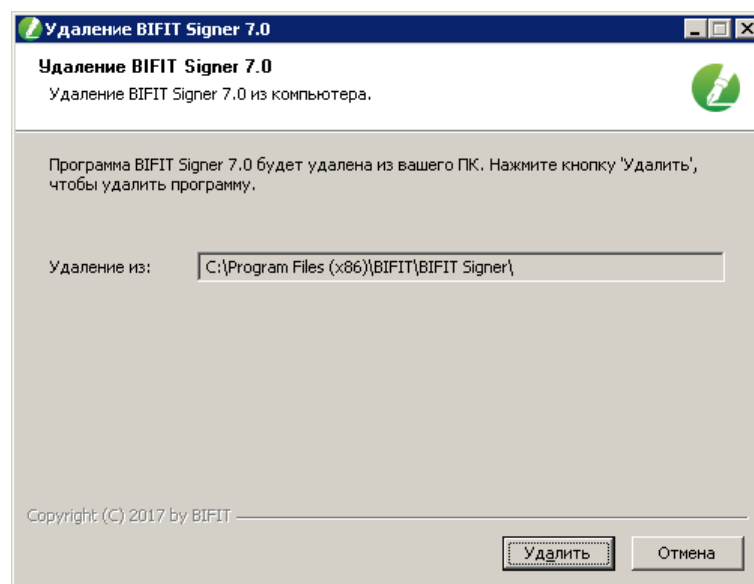 Удаление BIFIT Signer 7.0
Удаление BIFIT Signer 7.0
Удаление BIFIT Signer 7.0 из компьютера.
Программа BIFIT Signer 7.0 будет удалена из вашего ПК. Нажмите кнопку 'Удалить',
чтобы удалить программу.
Удаление из: C:\Program Files (x86)\BIFIT\BIFIT Signer\
Copyright (C) 2017 by BIFIT
Удалить Отмена